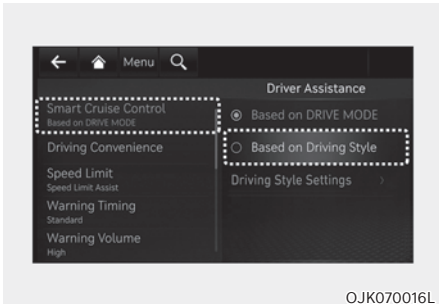 Menu
Driver Assistance
Smart Cruise Control
Based on DRIVE MODE
Driving Convenience
Speed Limit
Speed Limit Assist
Warning Timing
Standard
Warning Volume
High
Based on DRIVE MODE
Based on Driving Style
Driving Style Settings
OJK070016L